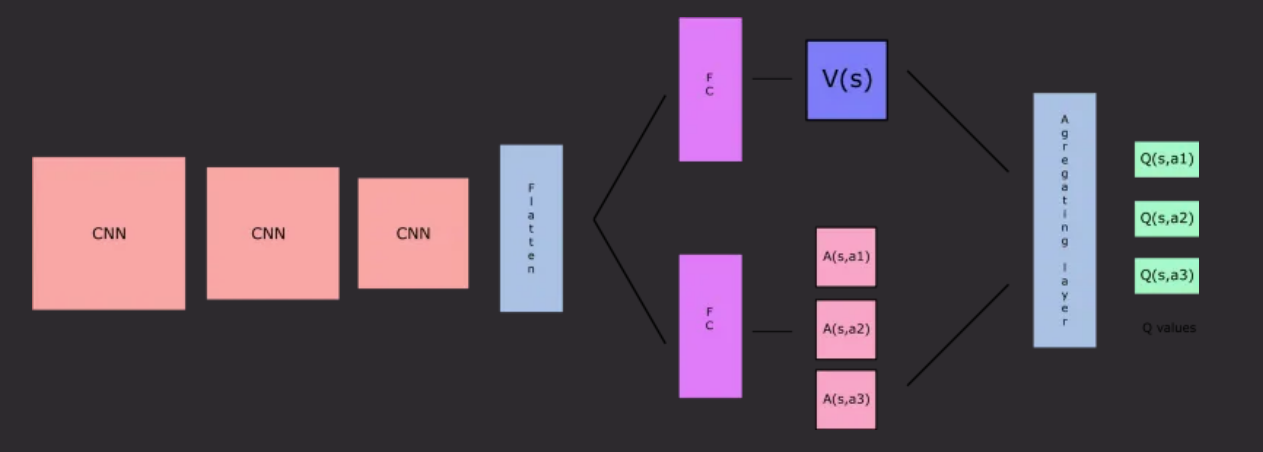 CNN
CNN
CNN
Flatten
FC
V(s)
FC
A(s,a1)
A(s,a2)
A(s,a3)
Agregating layer
Q(s,a1)
Q(s,a2)
Q(s,a3)
Q values